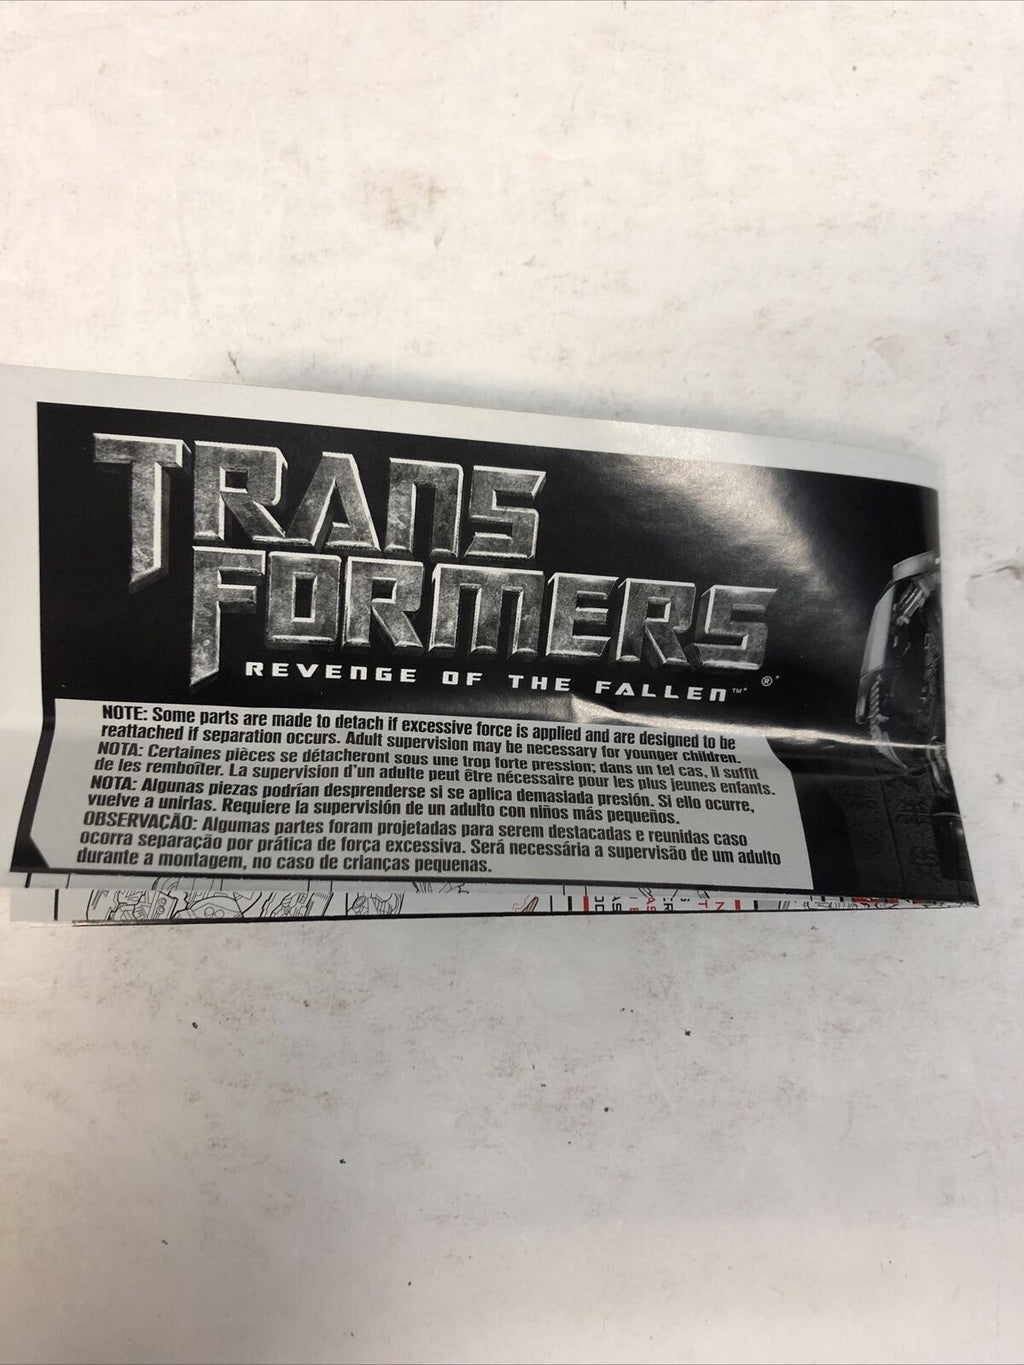 TRANS
FORMERS
REVENGE OF THE FALLEN™ ®*
NOTE: Some parts are made to detach if excessive force is applied and are designed to be
reattached if separation occurs. Adult supervision may be necessary for younger children.
NOTA: Certaines pièces se détacheront sous une trop forte pression; dans un tel cas, il suffit
de les remboîter. La supervision d'un adulte peut être nécessaire pour les plus jeunes enfants.
NOTA: Algunas piezas podrían desprenderse si se aplica demasiada presión. Si ello ocurre,
vuelve a unirlas. Requiere la supervisión de un adulto con niños más pequeños.
OBSERVAÇÃO: Algumas partes foram projetadas para serem destacadas e reunidas caso
ocorra separação por prática de força excessiva. Será necessária a supervisão de um adulto
durante a montagem, no caso de crianças pequenas.